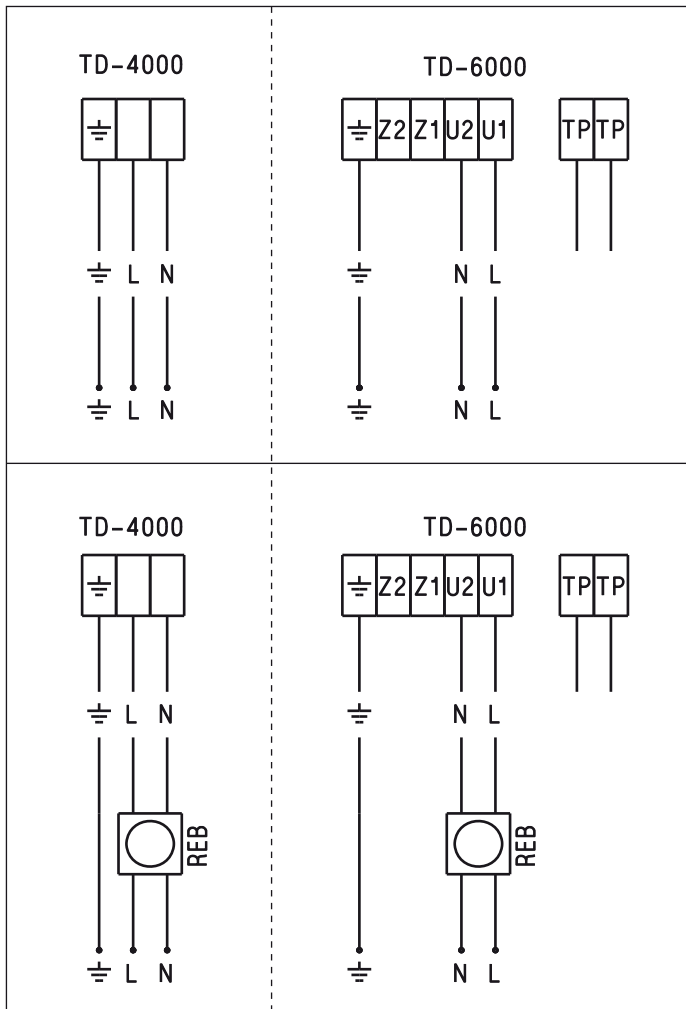 TD-4000
TD-6000
Z2 Z1 U2 U1
TP TP
L N
N L
L N
N L
TD-4000
TD-6000
Z2 Z1 U2 U1
TP TP
L N
N L
REB
REB
L N
N L